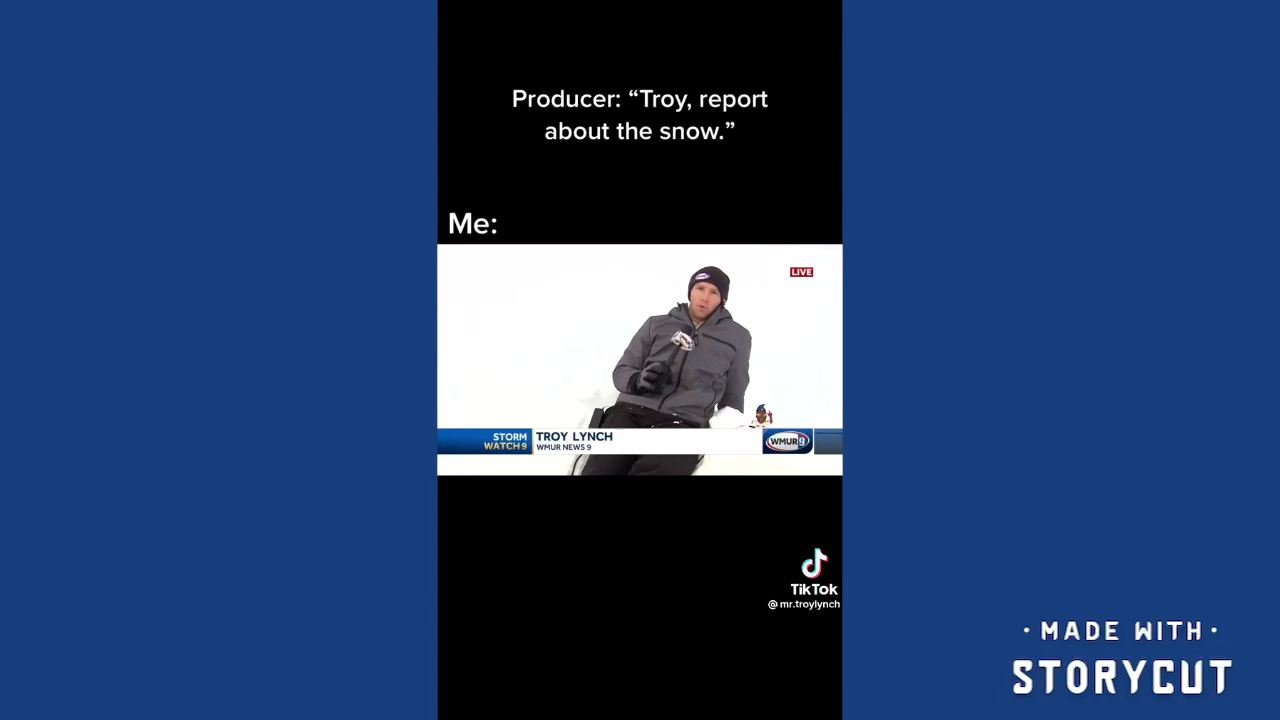 Producer: “Troy, report
about the snow.”
Me:
LIVE
STORM
WATCH 9
TROY LYNCH
WMUR NEWS 9
WMUR 9
TikTok
@mr.troylynch
· MADE WITH ·
STORYCUT